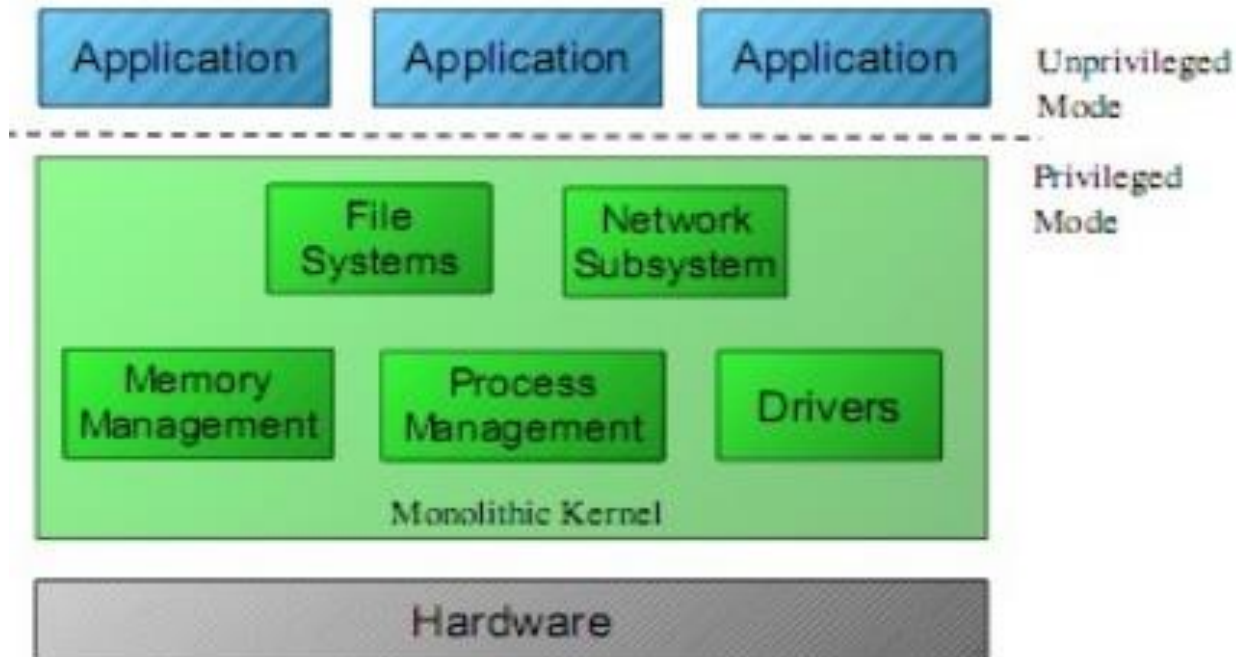 Application
Application
Application
Unprivileged
Mode
Privileged
Mode
File
Systems
Network
Subsystem
Memory
Management
Process
Management
Drivers
Monolithic Kernel
Hardware